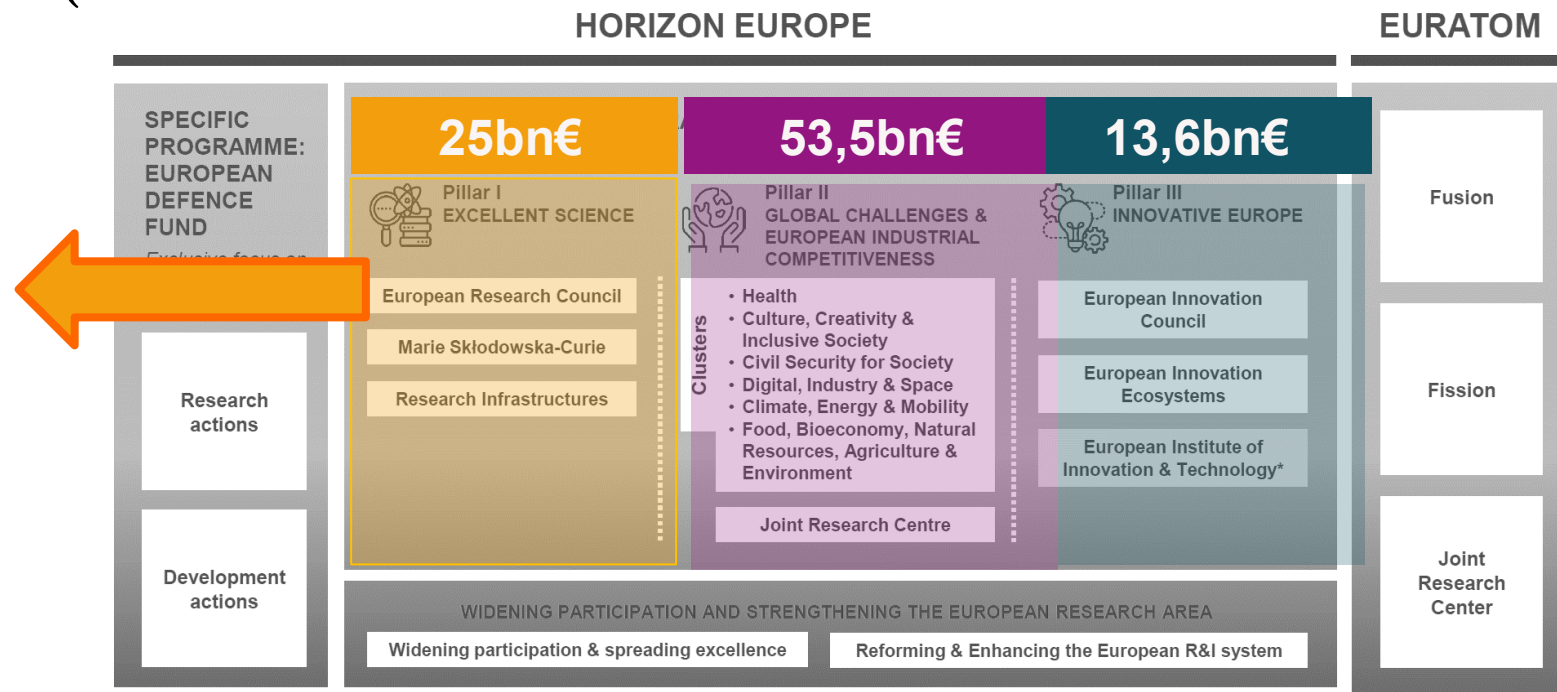 HORIZON EUROPE
EURATOM
SPECIFIC
PROGRAMME:
EUROPEAN
DEFENCE
FUND
Exclusive focus on
Research
actions
Development
actions
25bn€
53,5bn€
13,6bn€
Pillar I
EXCELLENT SCIENCE
European Research Council
Marie Skłodowska-Curie
Research Infrastructures
Pillar II
GLOBAL CHALLENGES &
EUROPEAN INDUSTRIAL
COMPETITIVENESS
Clusters
• Health
• Culture, Creativity &
Inclusive Society
• Civil Security for Society
• Digital, Industry & Space
• Climate, Energy & Mobility
• Food, Bioeconomy, Natural
Resources, Agriculture &
Environment
Joint Research Centre
Pillar III
INNOVATIVE EUROPE
European Innovation
Council
European Innovation
Ecosystems
European Institute of
Innovation & Technology*
WIDENING PARTICIPATION AND STRENGTHENING THE EUROPEAN RESEARCH AREA
Widening participation & spreading excellence
Reforming & Enhancing the European R&I system
Fusion
Fission
Joint
Research
Center